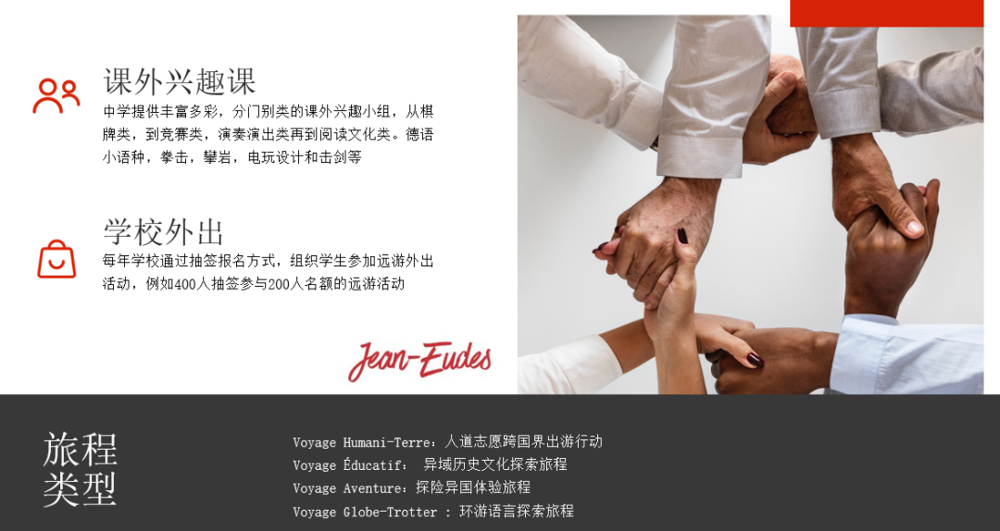 课外兴趣课
中学提供丰富多彩，分门别类的课外兴趣小组，从棋
牌类，到竞赛类，演奏演出类再到阅读文化类。德语
小语种，拳击，攀岩，电玩设计和击剑等
学校外出
每年学校通过抽签报名方式，组织学生参加远游外出
活动，例如400人抽签参与200人名额的远游活动
Jean-Eudes
旅程
类型
Voyage Humani-Terre：人道志愿跨国界出游行动
Voyage Éducatif： 异域历史文化探索旅程
Voyage Aventure：探险异国体验旅程
Voyage Globe-Trotter : 环游语言探索旅程